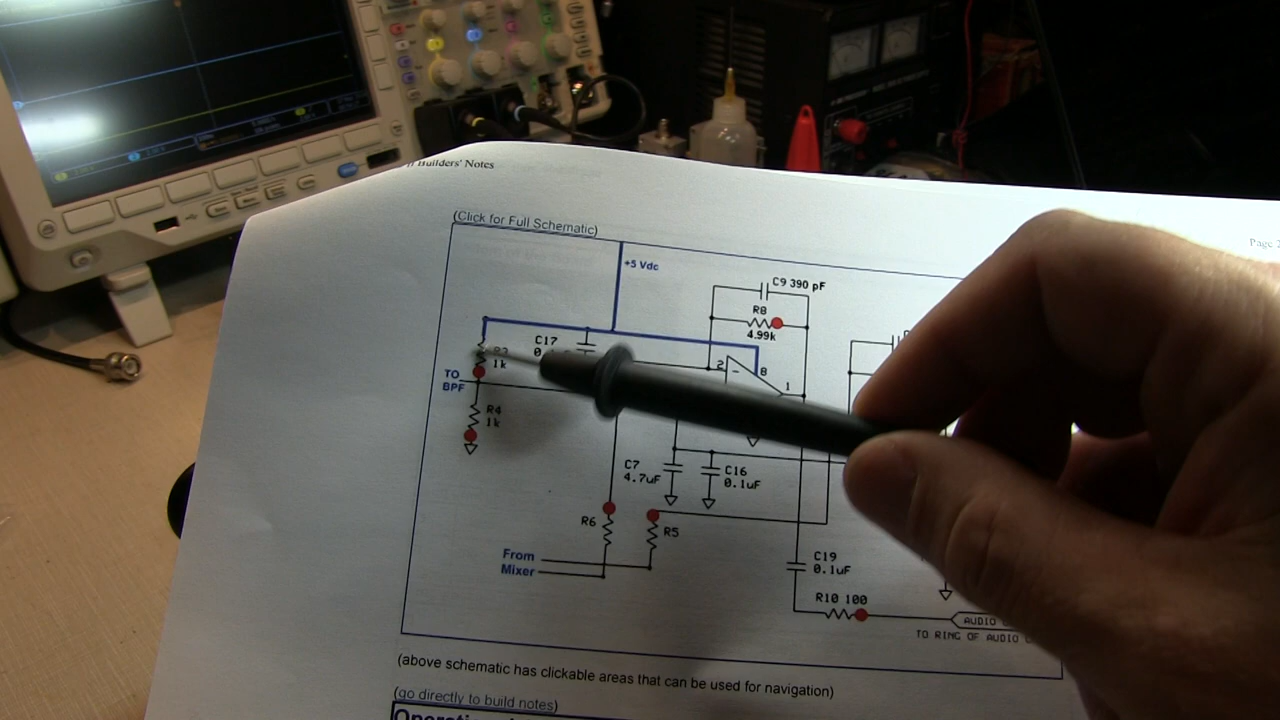 Builders' Notes
Page 2
(Click for Full Schematic)
+5 Vdc
C9 390 pF
R8
4.99k
C17
1k
2
8
1
TO
BPF
R4
1k
C7
4.7uF
C16
0.1uF
R6
R5
From
Mixer
C19
0.1uF
R10 100
AUDIO
TO RING OF AUDIO
(above schematic has clickable areas that can be used for navigation)
(go directly to build notes)